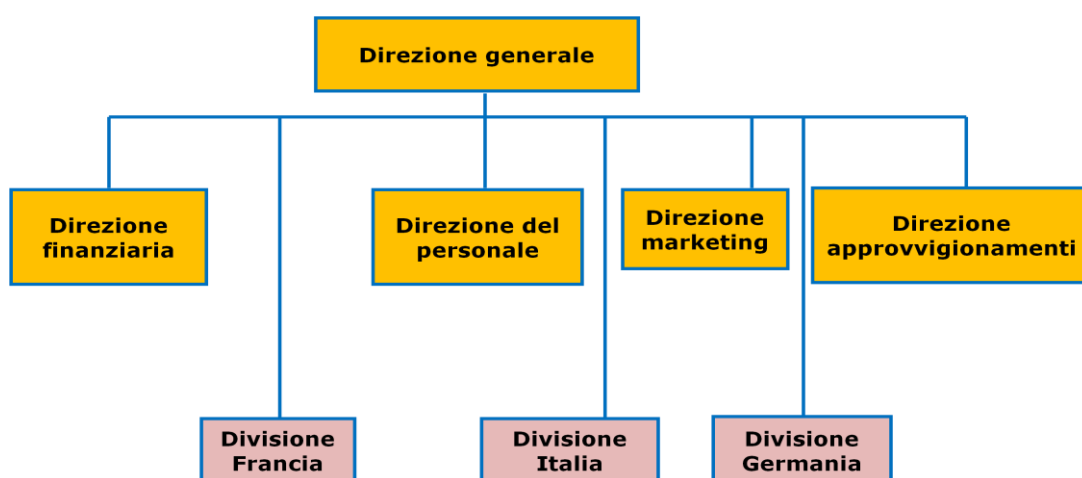 Direzione generale
Direzione
finanziaria
Direzione del
personale
Direzione
marketing
Direzione
approvvigionamenti
Divisione
Francia
Divisione
Italia
Divisione
Germania